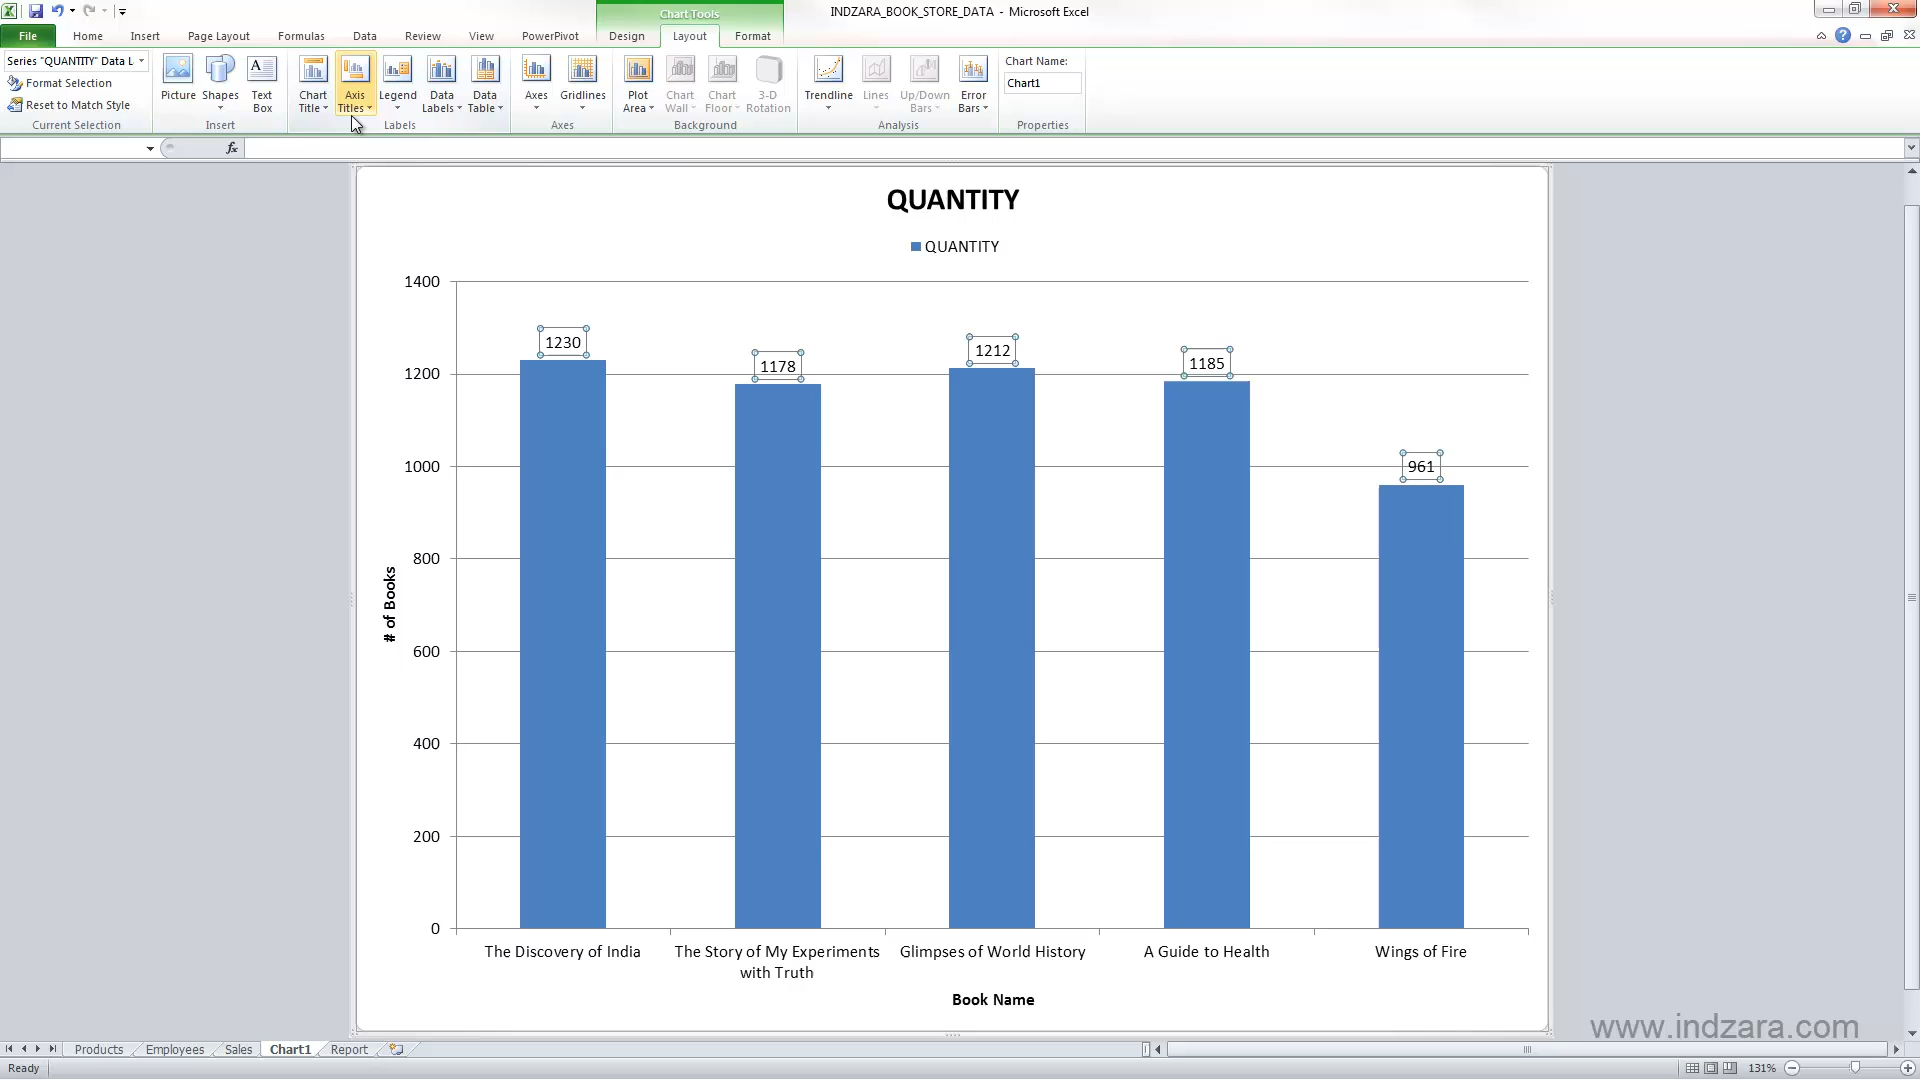 INDZARA_BOOK_STORE_DATA - Microsoft Excel
Chart Tools
File Home Insert Page Layout Formulas Data Review View PowerPivot Design Layout Format
Series "QUANTITY" Data L
Format Selection
Reset to Match Style
Current Selection
Picture
Shapes
Text
Box
Insert
Chart
Title
Axis
Titles
Legend
Data
Labels
Data
Table
Labels
Axes
Gridlines
Axes
Plot
Area
Chart
Wall
Chart
Floor
3-D
Rotation
Background
Trendline
Lines
Up/Down
Bars
Error
Bars
Analysis
Chart Name:
Chart1
Properties
fx
QUANTITY
QUANTITY
1400
1200
1000
800
600
400
200
0
# of Books
1230
1178
1212
1185
961
The Discovery of India
The Story of My Experiments
with Truth
Glimpses of World History
A Guide to Health
Wings of Fire
Book Name
www.indzara.com
Products Employees Sales Chart1 Report
Ready
131%